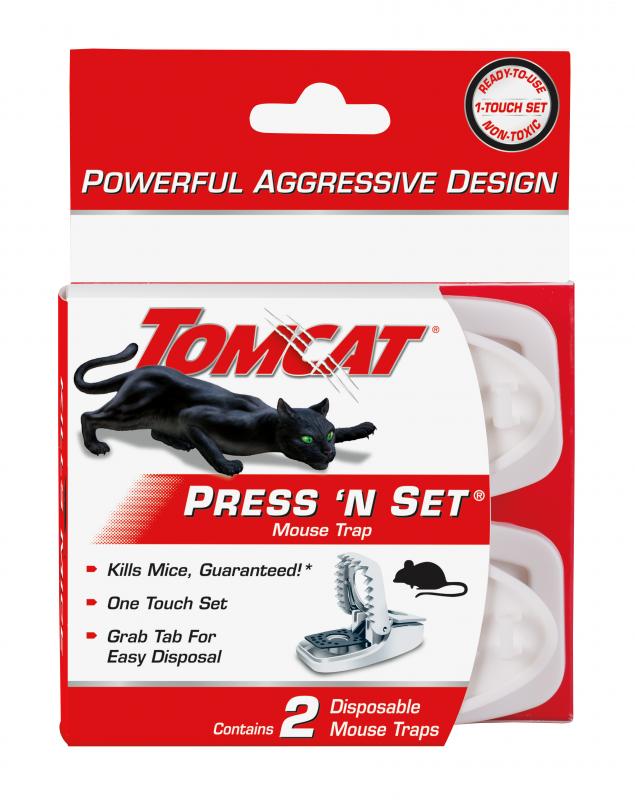 READY-TO-USE
1-TOUCH SET
NON-TOXIC
POWERFUL AGGRESSIVE DESIGN
TOMCAT®
PRESS 'N SET®
Mouse Trap
Kills Mice, Guaranteed!*
One Touch Set
Grab Tab For
Easy Disposal
Contains 2 Disposable
Mouse Traps